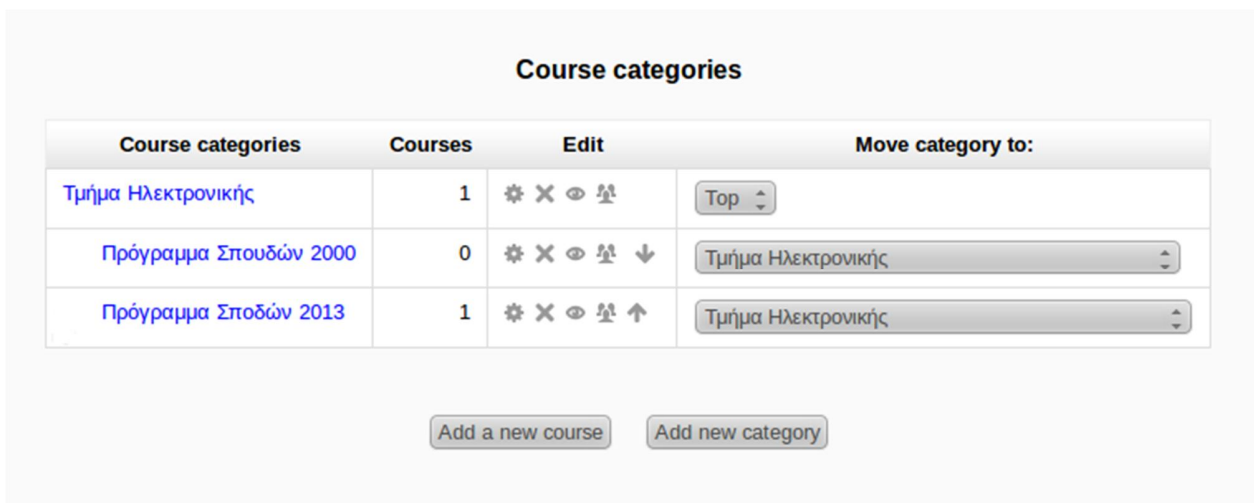 Course categories
Course categories Courses Edit Move category to:
Τμήμα Ηλεκτρονικής 1 Top
Πρόγραμμα Σπουδών 2000 0 Τμήμα Ηλεκτρονικής
Πρόγραμμα Σποδών 2013 1 Τμήμα Ηλεκτρονικής
Add a new course Add new category